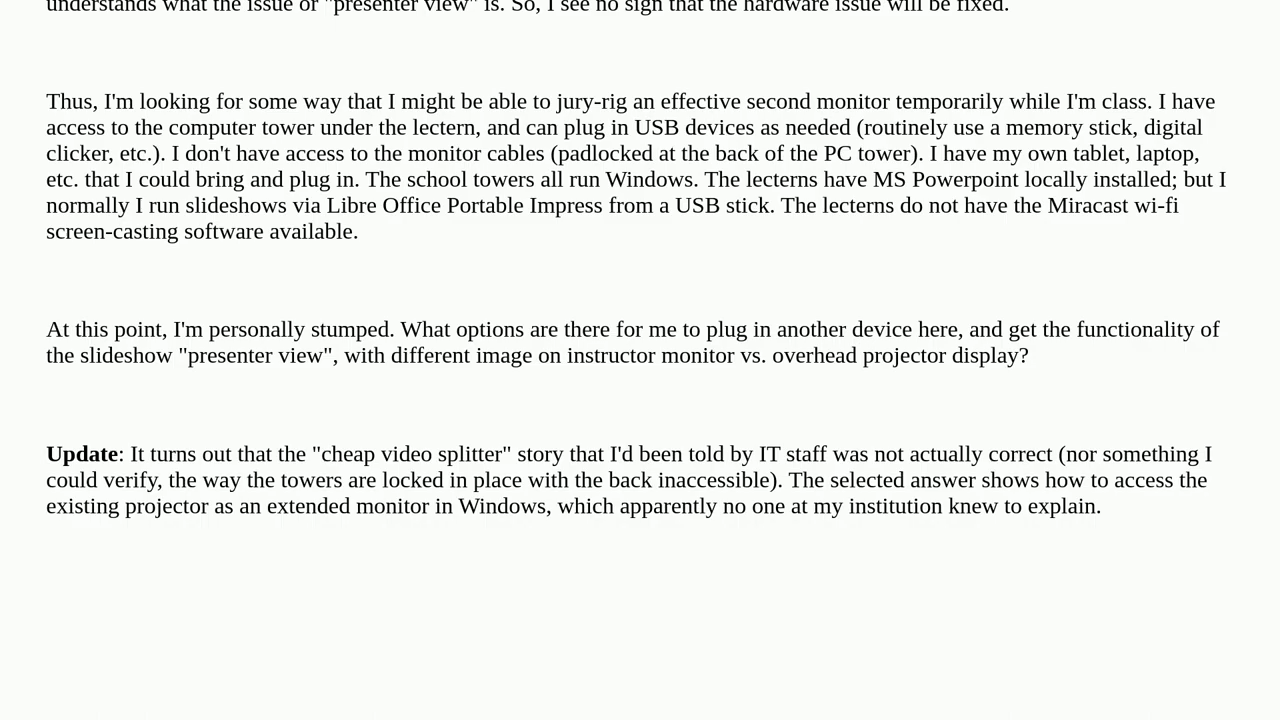 understands what the issue or "presenter view" is. So, I see no sign that the hardware issue will be fixed.
Thus, I'm looking for some way that I might be able to jury-rig an effective second monitor temporarily while I'm class. I have
access to the computer tower under the lectern, and can plug in USB devices as needed (routinely use a memory stick, digital
clicker, etc.). I don't have access to the monitor cables (padlocked at the back of the PC tower). I have my own tablet, laptop,
etc. that I could bring and plug in. The school towers all run Windows. The lecterns have MS Powerpoint locally installed; but I
normally I run slideshows via Libre Office Portable Impress from a USB stick. The lecterns do not have the Miracast wi-fi
screen-casting software available.
At this point, I'm personally stumped. What options are there for me to plug in another device here, and get the functionality of
the slideshow "presenter view", with different image on instructor monitor vs. overhead projector display?
Update: It turns out that the "cheap video splitter" story that I'd been told by IT staff was not actually correct (nor something I
could verify, the way the towers are locked in place with the back inaccessible). The selected answer shows how to access the
existing projector as an extended monitor in Windows, which apparently no one at my institution knew to explain.